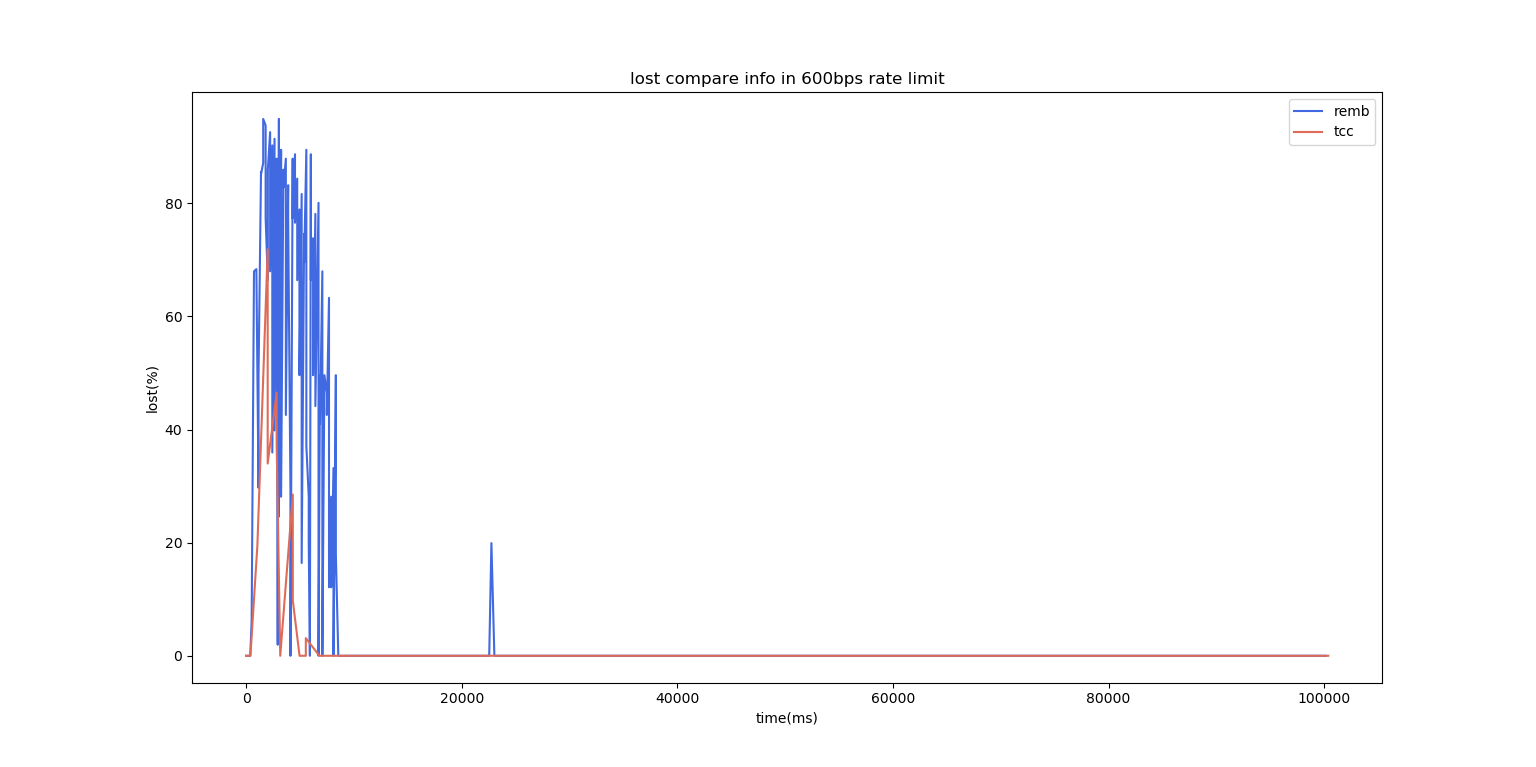 lost compare info in 600bps rate limit
remb
tcc
lost(%)
80
60
40
20
0
0 20000 40000 60000 80000 100000
time(ms)